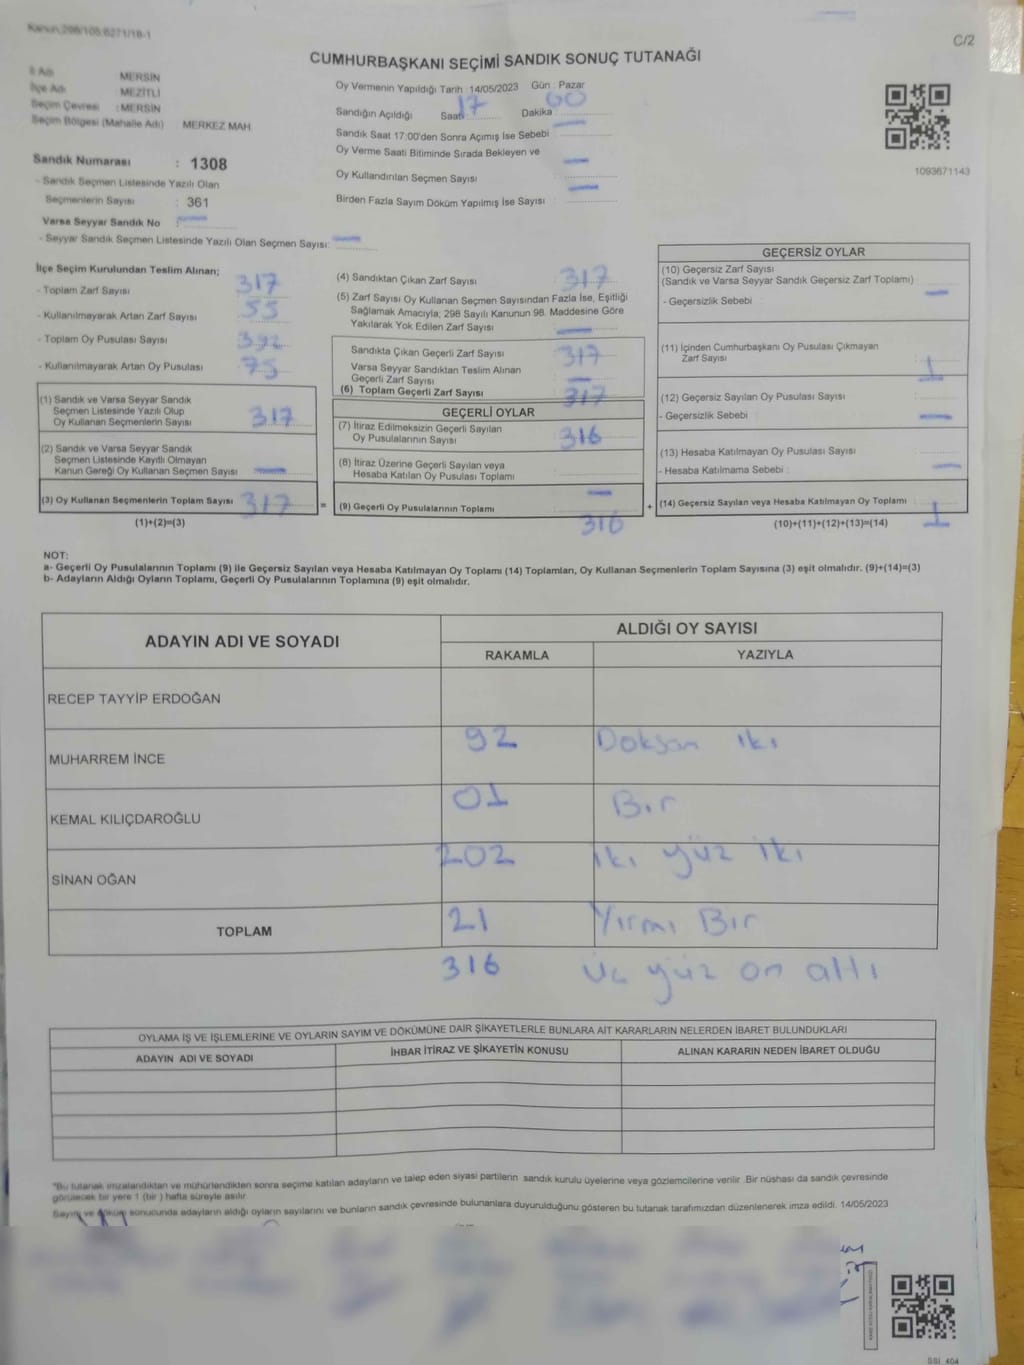 Kanun:298/105;6271/18-1
C/2
CUMHURBAŞKANI SEÇİMİ SANDIK SONUÇ TUTANAĞI
İl Adı MERSİN
İlçe Adı MEZİTLİ
Seçim Çevresi : MERSİN
Seçim Bölgesi (Mahalle Adı) : MERKEZ MAH.
Oy Vermenin Yapıldığı Tarih : 14/05/2023 Gün : Pazar
Sandığın Açıldığı Saat 17 Dakika : 00
Sandık Saat 17:00'den Sonra Açımış İse Sebebi
Oy Verme Saati Bitiminde Sırada Bekleyen ve
Oy Kullandırılan Seçmen Sayısı
Birden Fazla Sayım Döküm Yapılmış İse Sayısı
1093671143
Sandık Numarası : 1308
- Sandık Seçmen Listesinde Yazılı Olan
Seçmenlerin Sayısı : 361
Varsa Seyyar Sandık No :
- Seyyar Sandık Seçmen Listesinde Yazılı Olan Seçmen Sayısı:
İlçe Seçim Kurulundan Teslim Alınan;
- Toplam Zarf Sayısı 317
- Kullanılmayarak Artan Zarf Sayısı 55
- Toplam Oy Pusulası Sayısı 392
- Kullanılmayarak Artan Oy Pusulası 75
(1) Sandık ve Varsa Seyyar Sandık
Seçmen Listesinde Yazılı Olup
Oy Kullanan Seçmenlerin Sayısı 317
(2) Sandık ve Varsa Seyyar Sandık
Seçmen Listesinde Kayıtlı Olmayan
Kanun Gereği Oy Kullanan Seçmen Sayısı
(3) Oy Kullanan Seçmenlerin Toplam Sayısı 317
(1)+(2)=(3)
(4) Sandıktan Çıkan Zarf Sayısı 317
(5) Zarf Sayısı Oy Kullanan Seçmen Sayısından Fazla İse, Eşitliği
Sağlamak Amacıyla; 298 Sayılı Kanunun 98. Maddesine Göre
Yakılarak Yok Edilen Zarf Sayısı
Sandıkta Çıkan Geçerli Zarf Sayısı 317
Varsa Seyyar Sandıktan Teslim Alınan
Geçerli Zarf Sayısı
(6) Toplam Geçerli Zarf Sayısı 317
GEÇERLİ OYLAR
(7) İtiraz Edilmeksizin Geçerli Sayılan
Oy Pusulalarının Sayısı 316
(8) İtiraz Üzerine Geçerli Sayılan veya
Hesaba Katılan Oy Pusulası Toplamı
= (9) Geçerli Oy Pusulalarının Toplamı +
316
GEÇERSİZ OYLAR
(10) Geçersiz Zarf Sayısı
(Sandık ve Varsa Seyyar Sandık Geçersiz Zarf Toplamı)
- Geçersizlik Sebebi
(11) İçinden Cumhurbaşkanı Oy Pusulası Çıkmayan
Zarf Sayısı 1
(12) Geçersiz Sayılan Oy Pusulası Sayısı
- Geçersizlik Sebebi
(13) Hesaba Katılmayan Oy Pusulası Sayısı
- Hesaba Katılmama Sebebi
(14) Geçersiz Sayılan veya Hesaba Katılmayan Oy Toplamı
(10)+(11)+(12)+(13)=(14) 1
NOT:
a- Geçerli Oy Pusulalarının Toplamı (9) ile Geçersiz Sayılan veya Hesaba Katılmayan Oy Toplamı (14) Toplamları, Oy Kullanan Seçmenlerin Toplam Sayısına (3) eşit olmalıdır. (9)+(14)=(3)
b- Adayların Aldığı Oyların Toplamı, Geçerli Oy Pusulalarının Toplamına (9) eşit olmalıdır.
ADAYIN ADI VE SOYADI ALDIĞI OY SAYISI
RAKAMLA YAZIYLA
RECEP TAYYİP ERDOĞAN
92 Doksan iki
MUHARREM İNCE
01 Bir
KEMAL KILIÇDAROĞLU
202 iki yüz iki
SİNAN OĞAN
21 Yirmi Bir
TOPLAM
316 üç yüz on altı
OYLAMA İŞ VE İŞLEMLERİNE VE OYLARIN SAYIM VE DÖKÜMÜNE DAİR ŞİKAYETLERLE BUNLARA AİT KARARLARIN NELERDEN İBARET BULUNDUKLARI
ADAYIN ADI VE SOYADI İHBAR İTİRAZ VE ŞİKAYETİN KONUSU ALINAN KARARIN NEDEN İBARET OLDUĞU
"Bu tutanak imzalandıktan ve mühürlendikten sonra seçime katılan adayların ve talep eden siyasi partilerin sandık kurulu üyelerine veya gözlemcilerine verilir. Bir nüshası da sandık çevresinde
görülecek bir yere 1 (bir) hafta süreyle asılır.
Sayım ve döküm sonucunda adayların aldığı oyların sayılarını ve bunların sandık çevresinde bulunanlara duyurulduğunu gösteren bu tutanak tarafımızdan düzenlenerek imza edildi. 14/05/2023
SSI_404